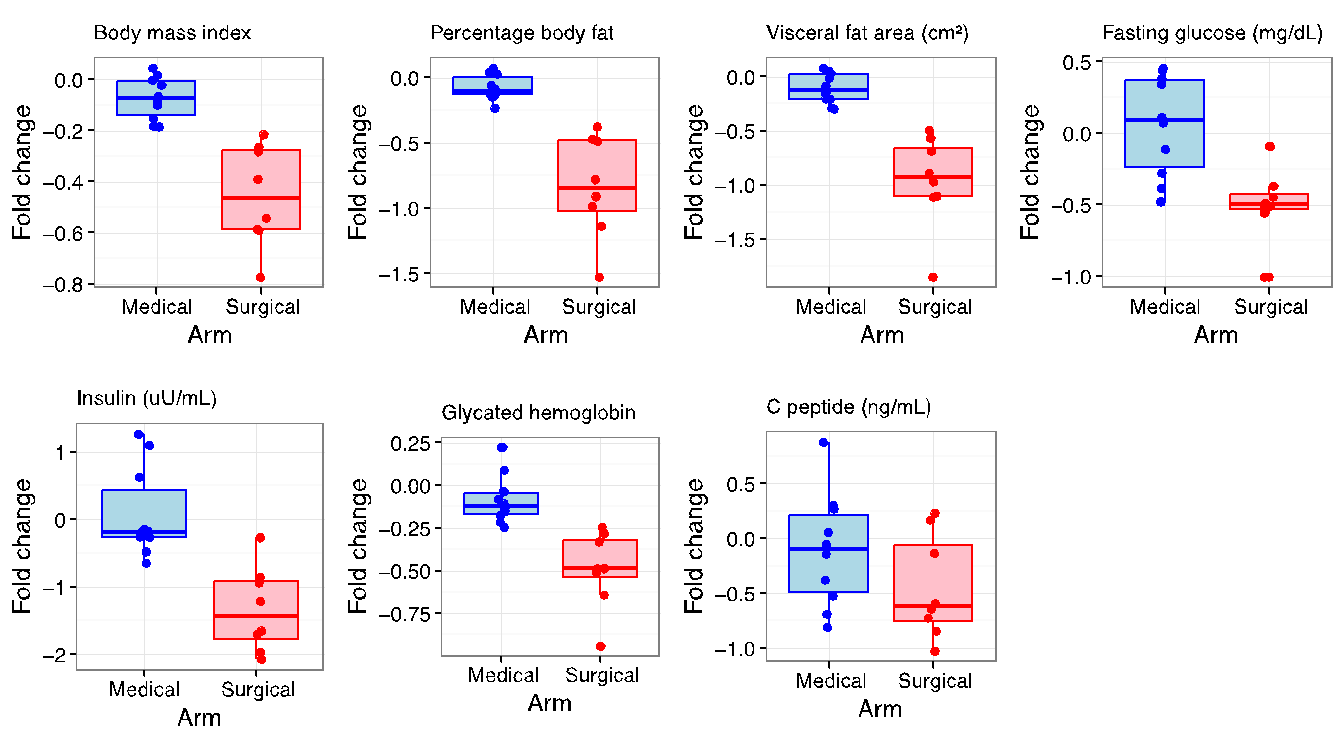 Body mass index
Percentage body fat
Visceral fat area (cm²)
Fasting glucose (mg/dL)
Fold change
0.0
−0.2
−0.4
−0.6
−0.8
Medical Surgical
Arm
Fold change
0.0
−0.5
−1.0
−1.5
Medical Surgical
Arm
Fold change
0.0
−0.5
−1.0
−1.5
Medical Surgical
Arm
Fold change
0.5
0.0
−0.5
−1.0
Medical Surgical
Arm
Insulin (uU/mL)
Glycated hemoglobin
C peptide (ng/mL)
Fold change
1
0
−1
−2
Medical Surgical
Arm
Fold change
0.25
0.00
−0.25
−0.50
−0.75
Medical Surgical
Arm
Fold change
0.5
0.0
−0.5
−1.0
Medical Surgical
Arm